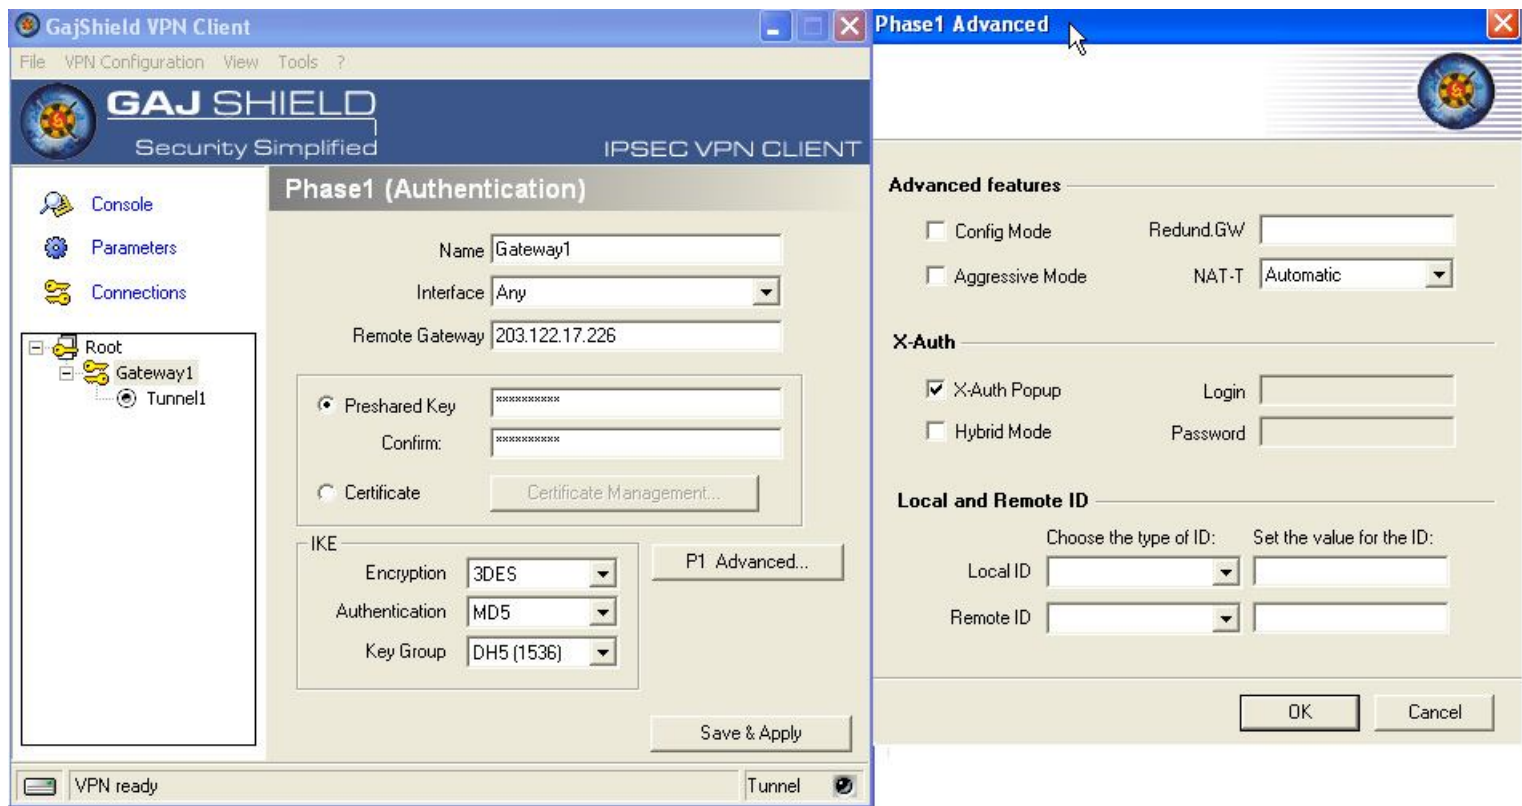 GajShield VPN Client
File VPN Configuration View Tools ?
GAJ SHIELD
Security Simplified
IPSEC VPN CLIENT
Console
Parameters
Connections
Root
Gateway1
Tunnel1
Phase1 (Authentication)
Name Gateway1
Interface Any
Remote Gateway 203.122.17.226
Preshared Key **********
Confirm: **********
Certificate Certificate Management...
IKE
Encryption 3DES
Authentication MD5
Key Group DH5 (1536)
P1 Advanced...
Save & Apply
VPN ready
Tunnel
Phase1 Advanced
Advanced features
Config Mode Redund.GW
Aggressive Mode NAT-T Automatic
X-Auth
X-Auth Popup Login
Hybrid Mode Password
Local and Remote ID
Choose the type of ID: Set the value for the ID:
Local ID
Remote ID
OK Cancel